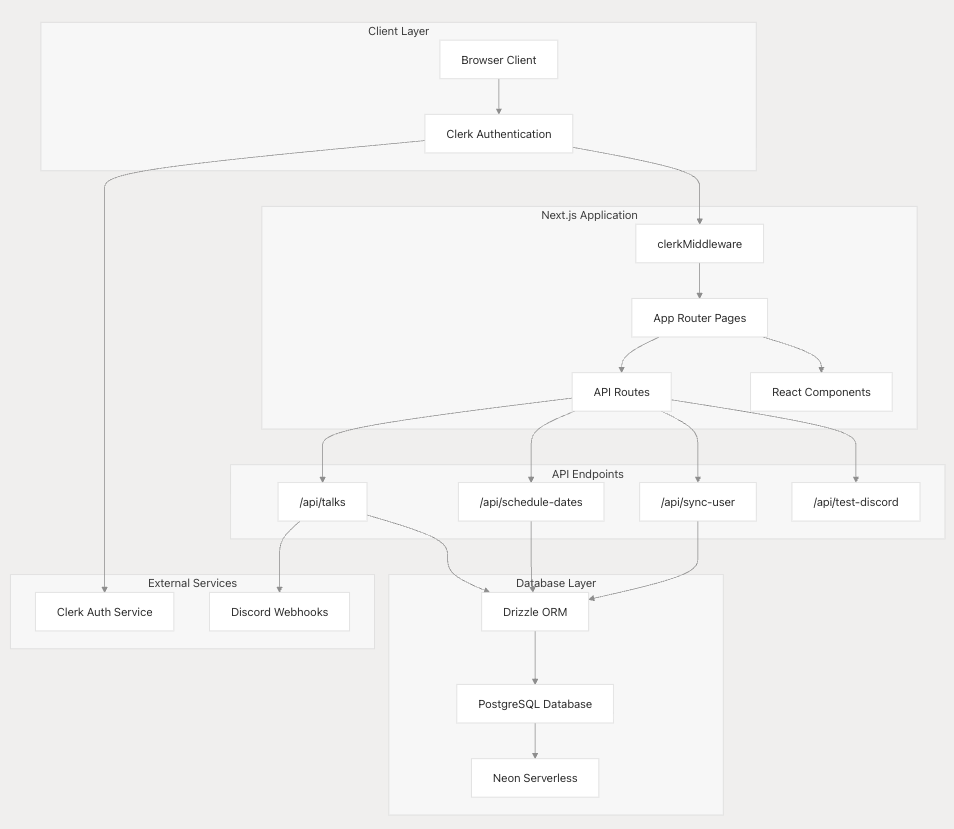 Client Layer
Browser Client
Clerk Authentication
Next.js Application
clerkMiddleware
App Router Pages
API Routes
React Components
API Endpoints
/api/talks
/api/schedule-dates
/api/sync-user
/api/test-discord
External Services
Clerk Auth Service
Discord Webhooks
Database Layer
Drizzle ORM
PostgreSQL Database
Neon Serverless